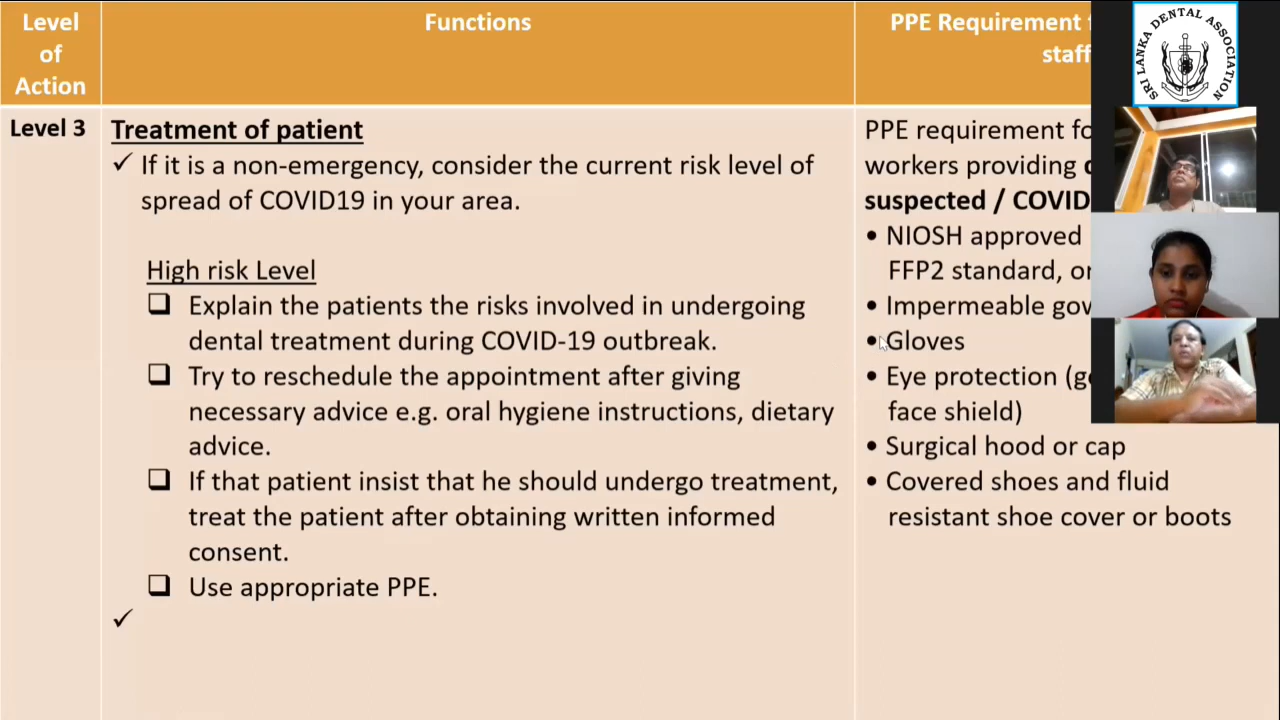 Level
of
Action
Functions
PPE Requirement
staff
Level 3
Treatment of patient
✓ If it is a non-emergency, consider the current risk level of
spread of COVID19 in your area.
High risk Level
❑ Explain the patients the risks involved in undergoing
dental treatment during COVID-19 outbreak.
❑ Try to reschedule the appointment after giving
necessary advice e.g. oral hygiene instructions, dietary
advice.
❑ If that patient insist that he should undergo treatment,
treat the patient after obtaining written informed
consent.
❑ Use appropriate PPE.
✓
PPE requirement
workers providing
suspected / COVID
• NIOSH approved
FFP2 standard,
• Impermeable
• Gloves
• Eye protection
face shield)
• Surgical hood or cap
• Covered shoes and fluid
resistant shoe cover or boots
SRI LANKA DENTAL ASSOCIATION